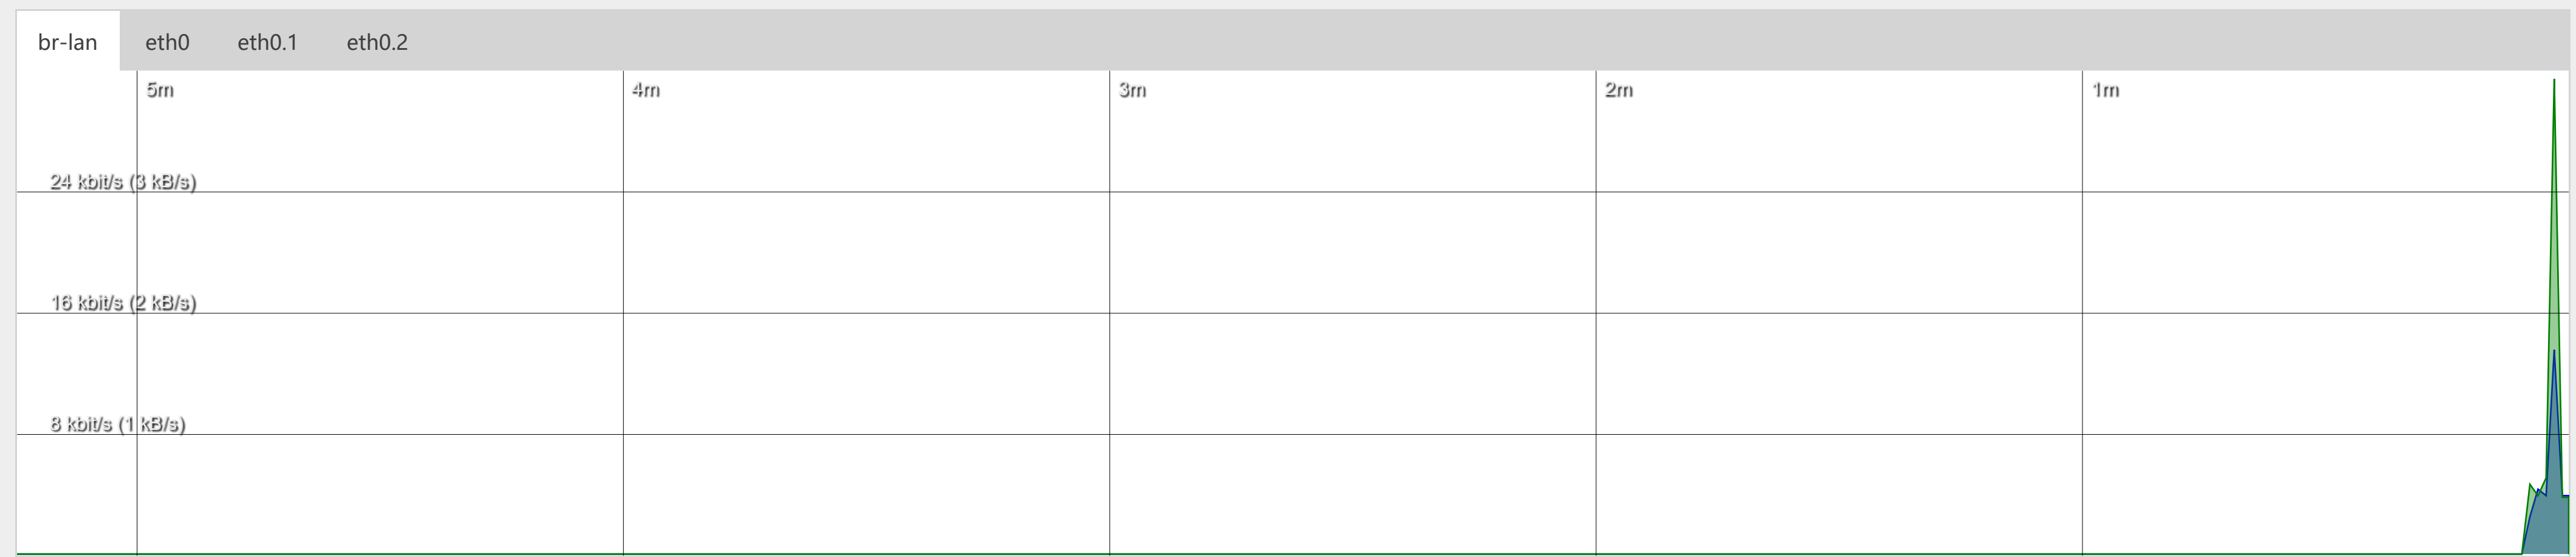 br-lan eth0 eth0.1 eth0.2
5m 4m 3m 2m 1m
24 kbit/s (3 kB/s)
16 kbit/s (2 kB/s)
8 kbit/s (1 kB/s)